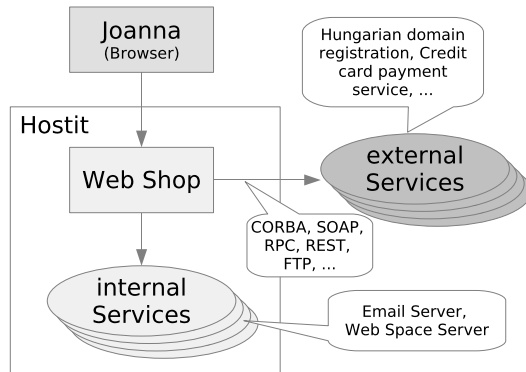 Joanna
(Browser)
Hungarian domain
registration, Credit
card payment
service, ...
Hostit
Web Shop
external
Services
CORBA, SOAP,
RPC, REST,
FTP, ...
internal
Services
Email Server,
Web Space Server